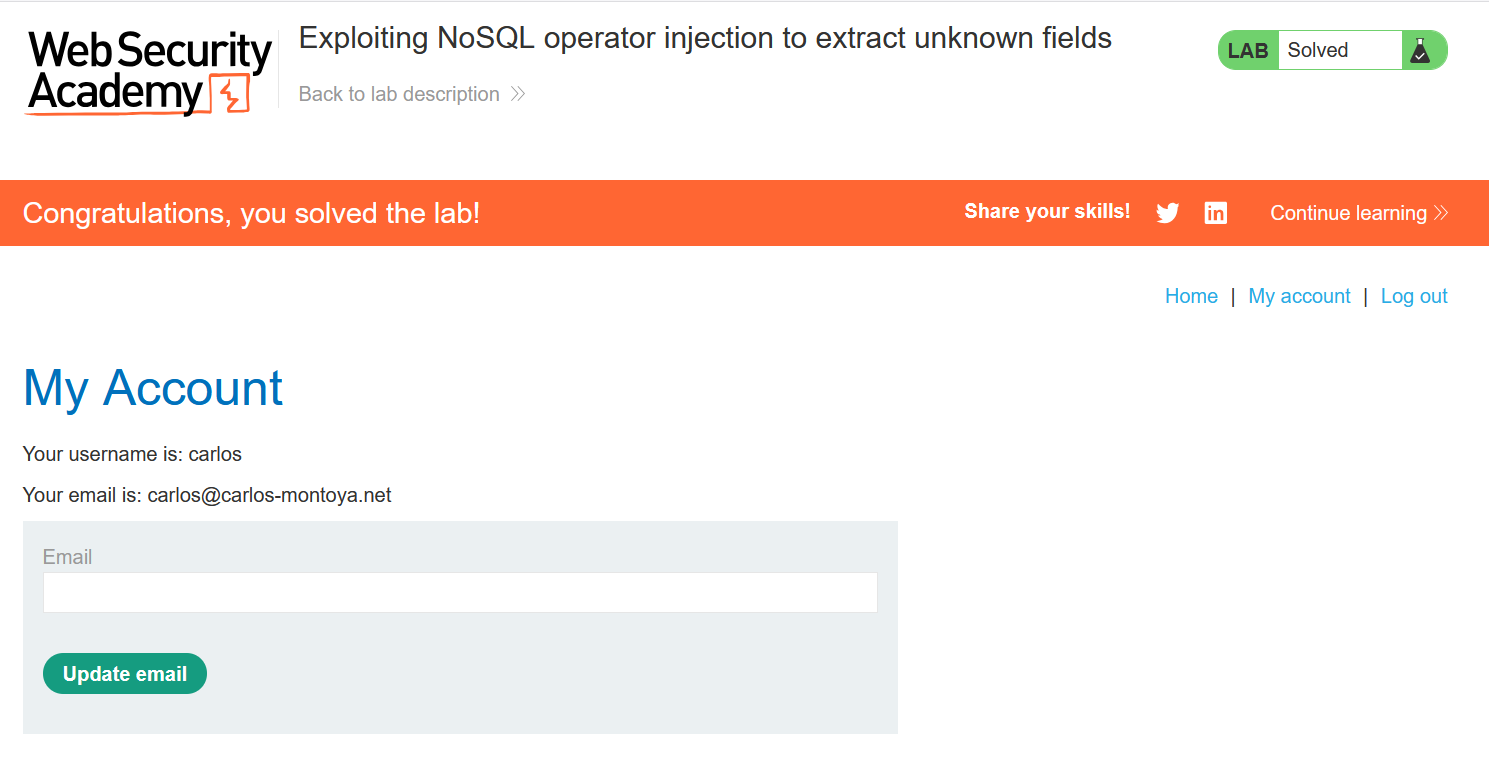 Web Security
Academy
Exploiting NoSQL operator injection to extract unknown fields
Back to lab description
LAB Solved
Congratulations, you solved the lab!
Share your skills!
Continue learning
Home | My account | Log out
My Account
Your username is: carlos
Your email is: carlos@carlos-montoya.net
Email
Update email